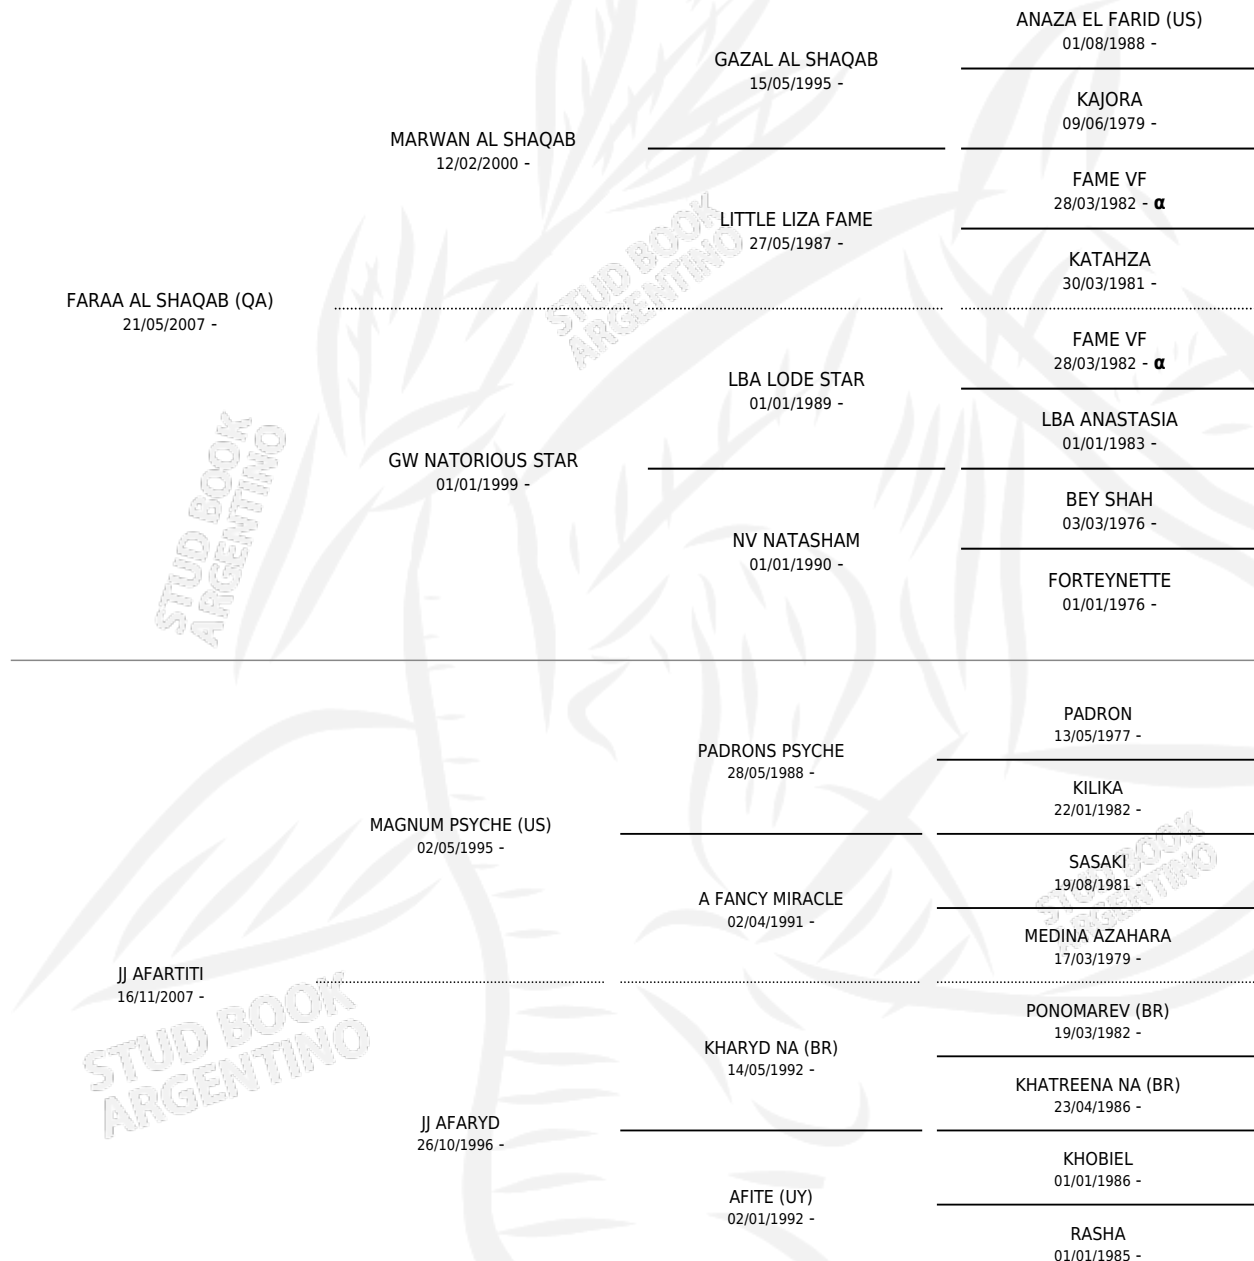 ANAZA EL FARID (US)
01/08/1988 -
GAZAL AL SHAQAB
15/05/1995 -
KAJORA
09/06/1979 -
MARWAN AL SHAQAB
12/02/2000 -
FAME VF
28/03/1982 - α
LITTLE LIZA FAME
27/05/1987 -
KATAHZA
30/03/1981 -
FARAA AL SHAQAB (QA)
21/05/2007 -
FAME VF
28/03/1982 - α
LBA LODE STAR
01/01/1989 -
LBA ANASTASIA
01/01/1983 -
GW NATORIOUS STAR
01/01/1999 -
BEY SHAH
03/03/1976 -
NV NATASHAM
01/01/1990 -
FORTEYNETTE
01/01/1976 -
PADRON
13/05/1977 -
PADRONS PSYCHE
28/05/1988 -
KILIKA
22/01/1982 -
MAGNUM PSYCHE (US)
02/05/1995 -
SASAKI
19/08/1981 -
A FANCY MIRACLE
02/04/1991 -
MEDINA AZAHARA
17/03/1979 -
JJ AFARTITI
16/11/2007 -
PONOMAREV (BR)
19/03/1982 -
KHARYD NA (BR)
14/05/1992 -
KHATREENA NA (BR)
23/04/1986 -
JJ AFARYD
26/10/1996 -
KHOBIEL
01/01/1986 -
AFITE (UY)
02/01/1992 -
RASHA
01/01/1985 -
STUD BOOK
ARGENTINO
STUD BOOK
ARGENTINO
STUD BOOK
ARGENTINO
STUD BOOK
ARGENTINO